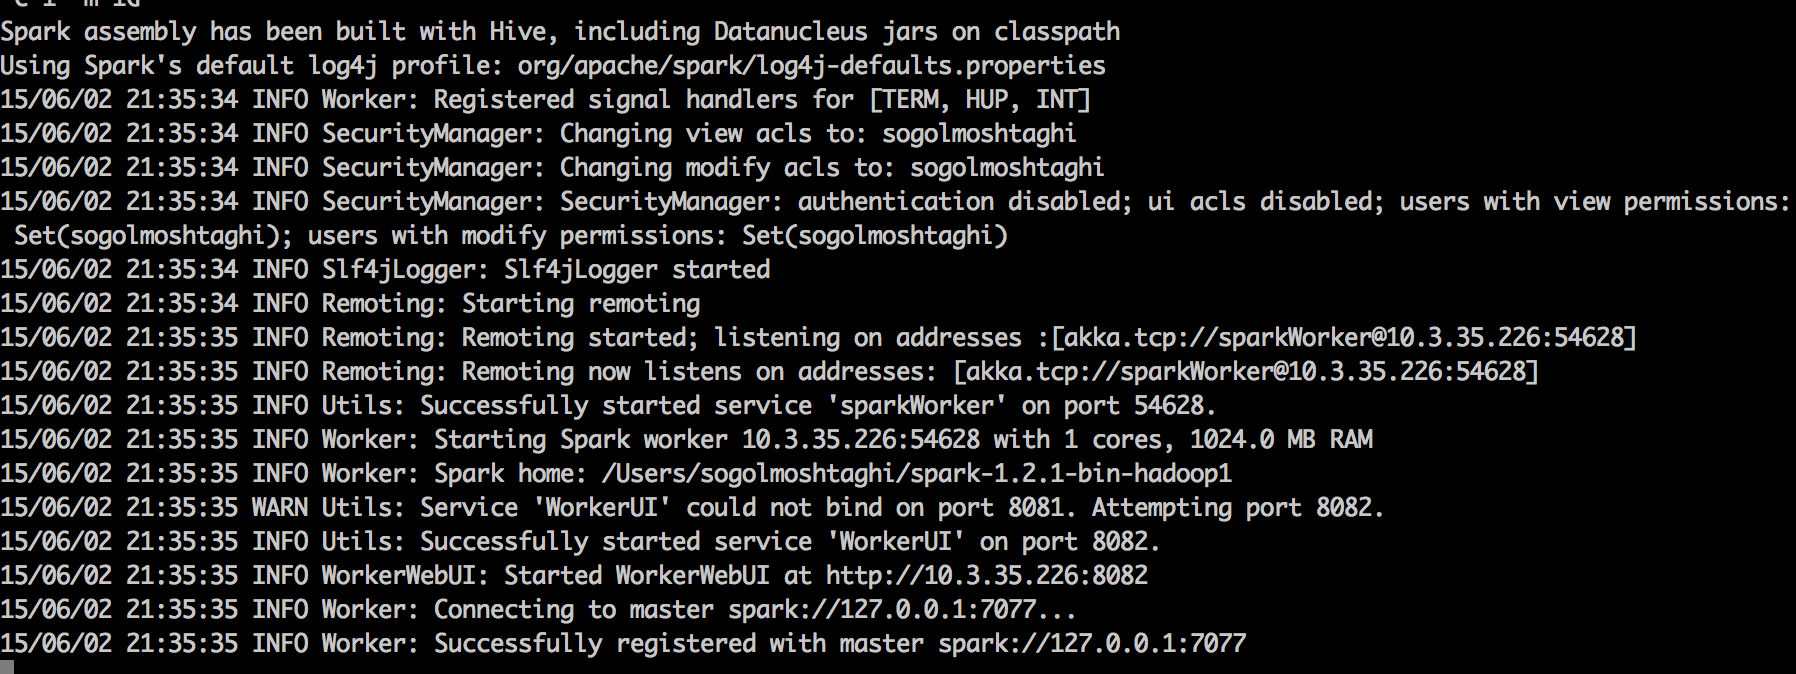 Spark assembly has been built with Hive, including Datanucleus jars on classpath
Using Spark's default log4j profile: org/apache/spark/log4j-defaults.properties
15/06/02 21:35:34 INFO Worker: Registered signal handlers for [TERM, HUP, INT]
15/06/02 21:35:34 INFO SecurityManager: Changing view acls to: sogolmoshtaghi
15/06/02 21:35:34 INFO SecurityManager: Changing modify acls to: sogolmoshtaghi
15/06/02 21:35:34 INFO SecurityManager: SecurityManager: authentication disabled; ui acls disabled; users with view permissions:
 Set(sogolmoshtaghi); users with modify permissions: Set(sogolmoshtaghi)
15/06/02 21:35:34 INFO Slf4jLogger: Slf4jLogger started
15/06/02 21:35:34 INFO Remoting: Starting remoting
15/06/02 21:35:35 INFO Remoting: Remoting started; listening on addresses :[akka.tcp://sparkWorker@10.3.35.226:54628]
15/06/02 21:35:35 INFO Remoting: Remoting now listens on addresses: [akka.tcp://sparkWorker@10.3.35.226:54628]
15/06/02 21:35:35 INFO Utils: Successfully started service 'sparkWorker' on port 54628.
15/06/02 21:35:35 INFO Worker: Starting Spark worker 10.3.35.226:54628 with 1 cores, 1024.0 MB RAM
15/06/02 21:35:35 INFO Worker: Spark home: /Users/sogolmoshtaghi/spark-1.2.1-bin-hadoop1
15/06/02 21:35:35 WARN Utils: Service 'WorkerUI' could not bind on port 8081. Attempting port 8082.
15/06/02 21:35:35 INFO Utils: Successfully started service 'WorkerUI' on port 8082.
15/06/02 21:35:35 INFO WorkerWebUI: Started WorkerWebUI at http://10.3.35.226:8082
15/06/02 21:35:35 INFO Worker: Connecting to master spark://127.0.0.1:7077...
15/06/02 21:35:35 INFO Worker: Successfully registered with master spark://127.0.0.1:7077